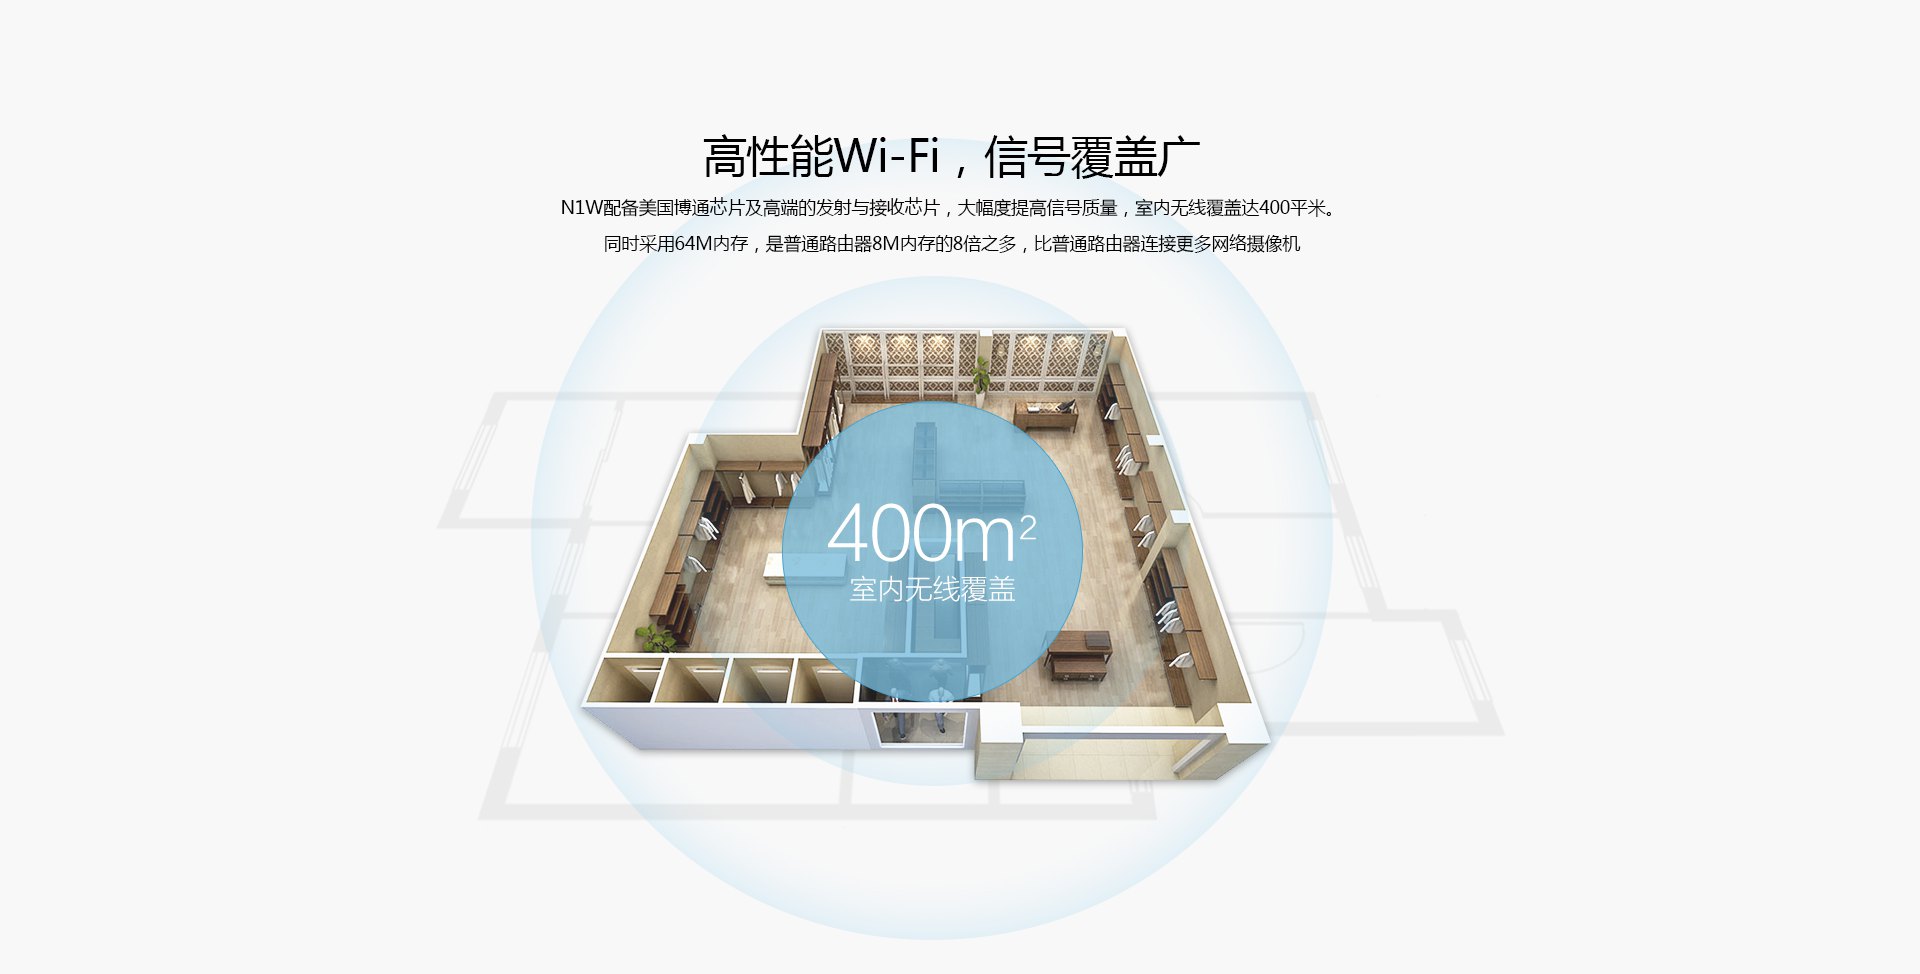 高性能Wi-Fi，信号覆盖广
N1W配备美国博通芯片及高端的发射与接收芯片，大幅度提高信号质量，室内无线覆盖达400平米。
同时采用64M内存，是普通路由器8M内存的8倍之多，比普通路由器连接更多网络摄像机
400m²
室内无线覆盖